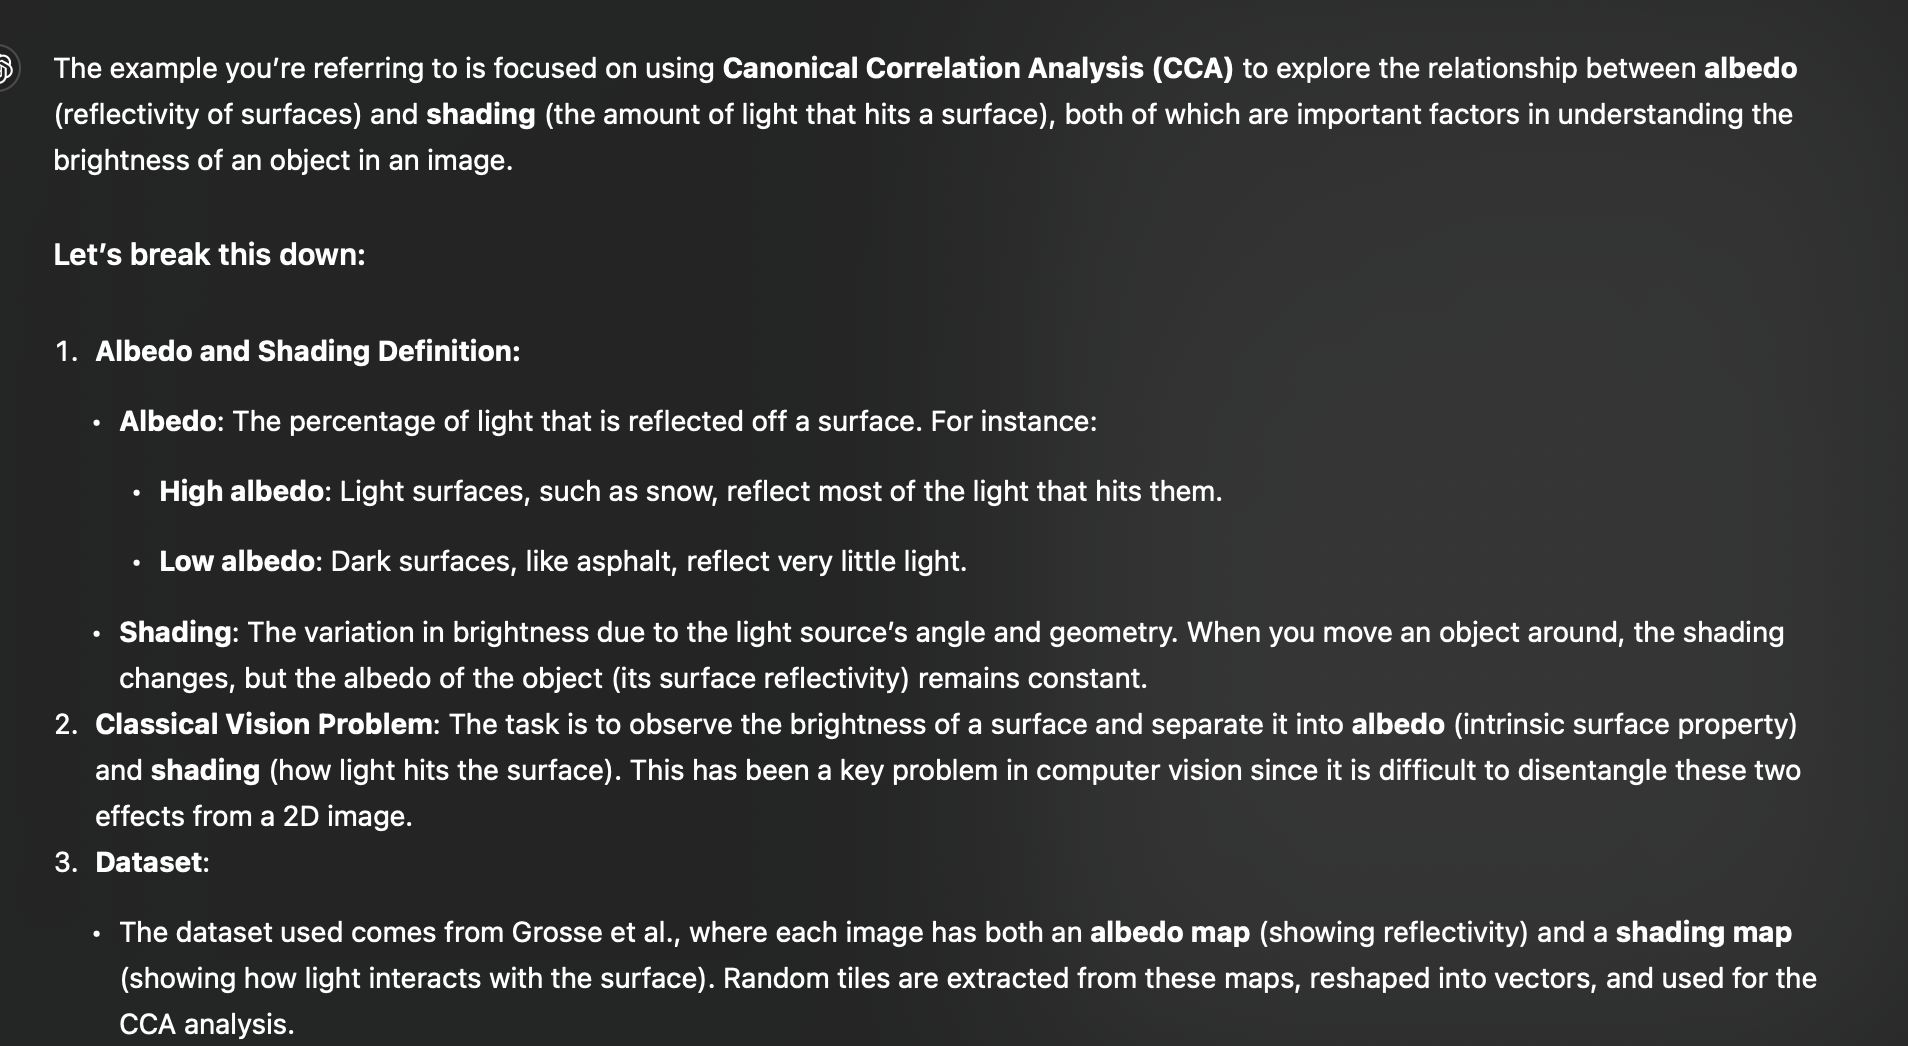 The example you’re referring to is focused on using Canonical Correlation Analysis (CCA) to explore the relationship between albedo
(reflectivity of surfaces) and shading (the amount of light that hits a surface), both of which are important factors in understanding the
brightness of an object in an image.
Let’s break this down:
1. Albedo and Shading Definition:
• Albedo: The percentage of light that is reflected off a surface. For instance:
• High albedo: Light surfaces, such as snow, reflect most of the light that hits them.
• Low albedo: Dark surfaces, like asphalt, reflect very little light.
• Shading: The variation in brightness due to the light source’s angle and geometry. When you move an object around, the shading
changes, but the albedo of the object (its surface reflectivity) remains constant.
2. Classical Vision Problem: The task is to observe the brightness of a surface and separate it into albedo (intrinsic surface property)
and shading (how light hits the surface). This has been a key problem in computer vision since it is difficult to disentangle these two
effects from a 2D image.
3. Dataset:
• The dataset used comes from Grosse et al., where each image has both an albedo map (showing reflectivity) and a shading map
(showing how light interacts with the surface). Random tiles are extracted from these maps, reshaped into vectors, and used for the
CCA analysis.